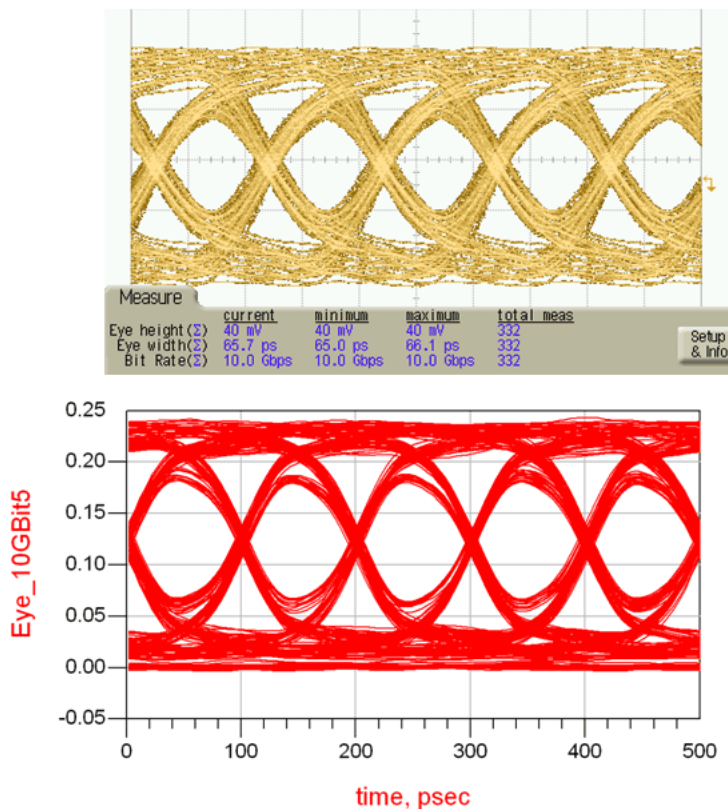 Measure
current minimum maximum total meas
Eye height(Σ) 40 mV 40 mV 40 mV 332
Eye width(Σ) 65.7 ps 65.0 ps 66.1 ps 332
Bit Rate(Σ) 10.0 Gbps 10.0 Gbps 10.0 Gbps 332
Setup
& Info
0.25
0.20
0.15
0.10
0.05
0.00
-0.05
Eye_10GBit5
0 100 200 300 400 500
time, psec